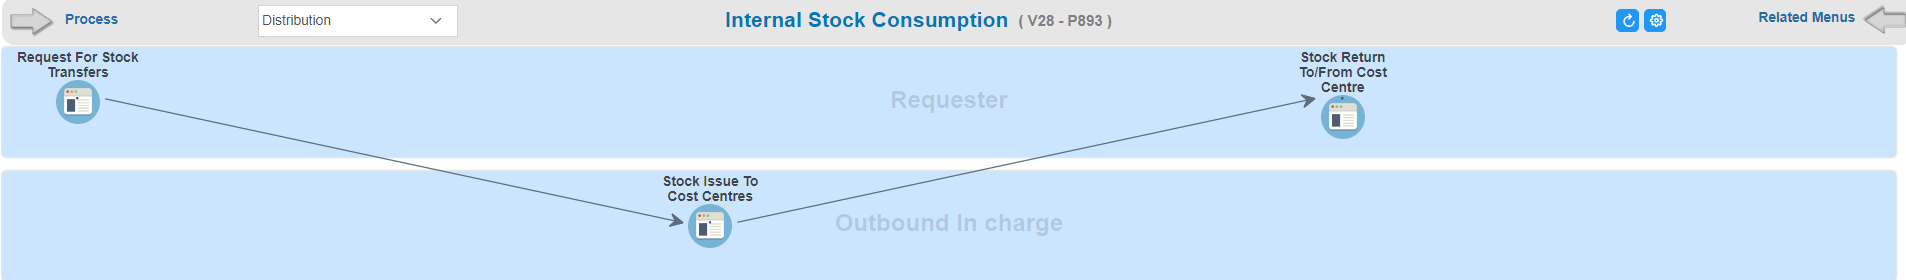 Process
Distribution
Internal Stock Consumption ( V28 - P893 )
Related Menus
Request For Stock
Transfers
Requester
Stock Return
To/From Cost
Centre
Stock Issue To
Cost Centres
Outbound In charge